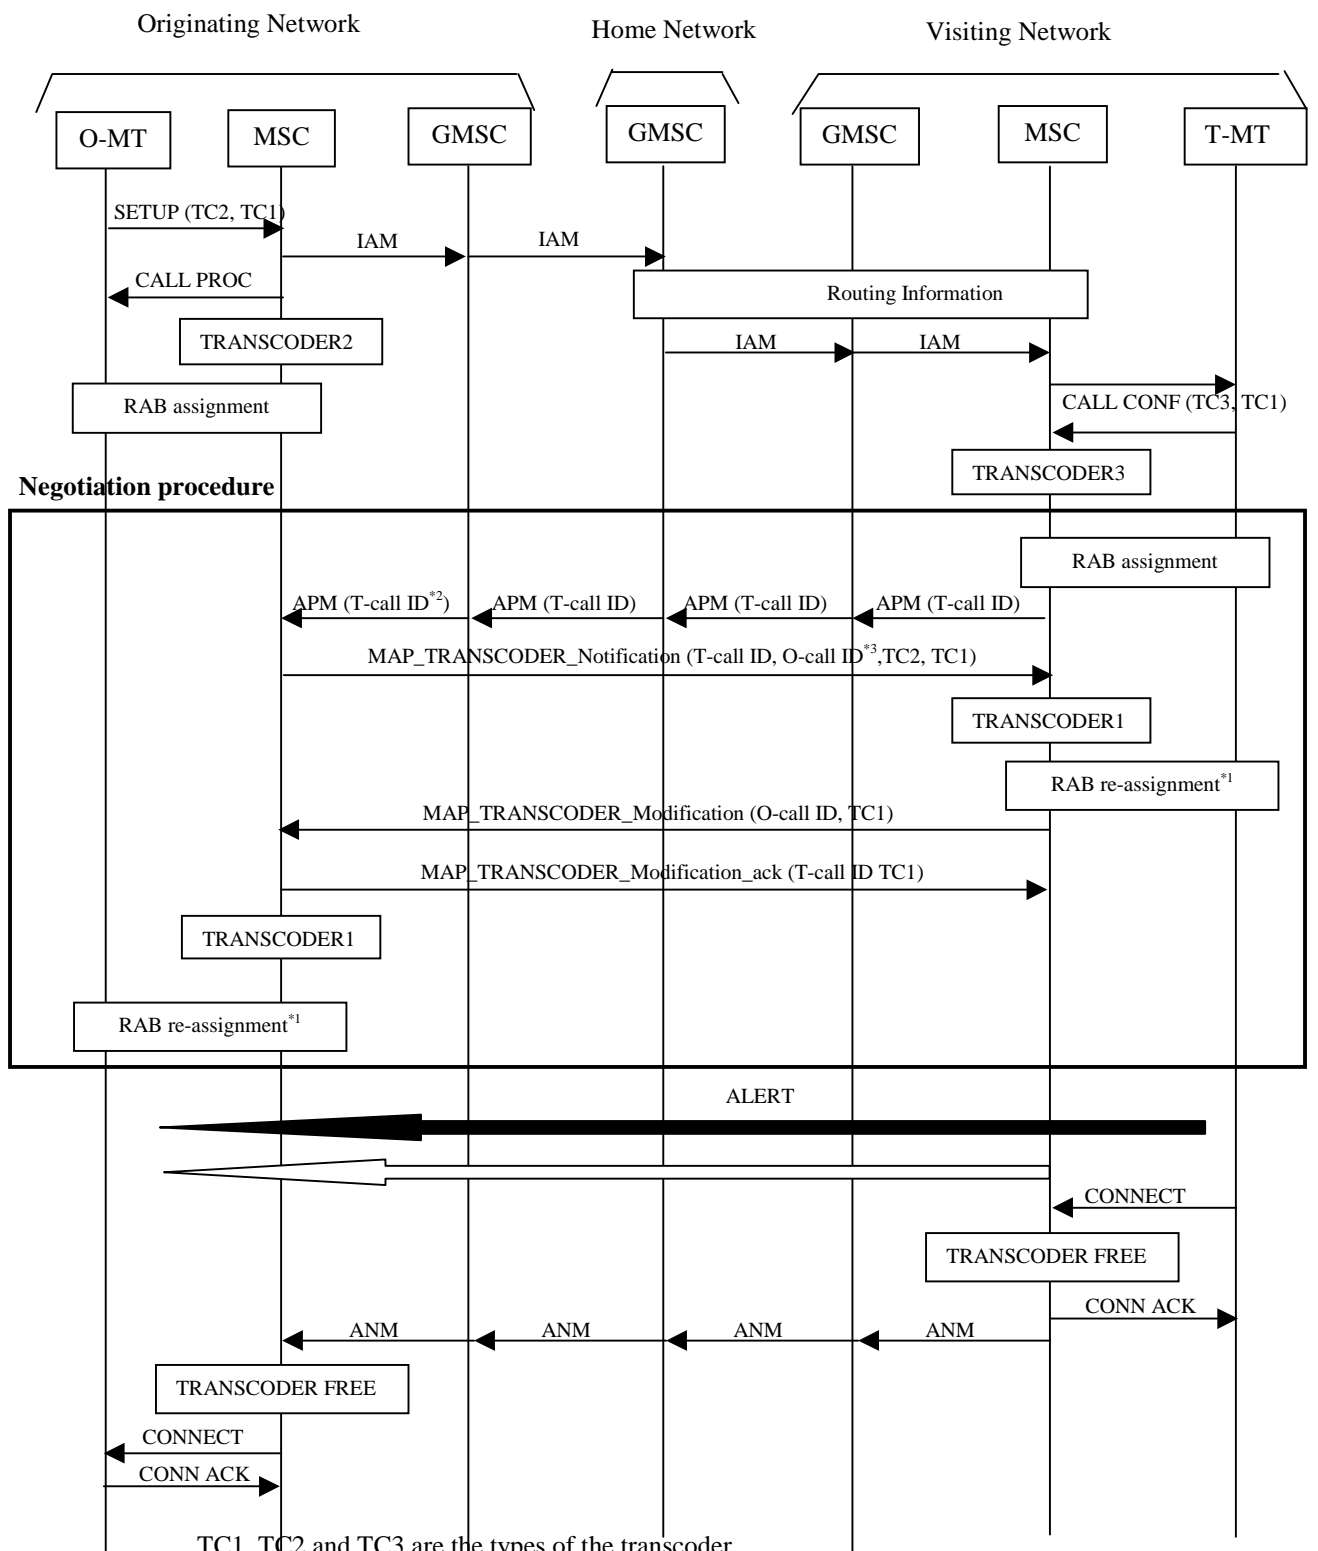 Originating Network
Home Network
Visiting Network
O-MT
MSC
GMSC
GMSC
GMSC
MSC
T-MT
SETUP (TC2, TC1)
IAM
IAM
CALL PROC
Routing Information
TRANSCODER2
IAM
IAM
RAB assignment
CALL CONF (TC3, TC1)
TRANSCODER3
Negotiation procedure
RAB assignment
APM (T-call ID*2)
APM (T-call ID)
APM (T-call ID)
APM (T-call ID)
MAP_TRANSCODER_Notification (T-call ID, O-call ID*3,TC2, TC1)
TRANSCODER1
RAB re-assignment*1
MAP_TRANSCODER_Modification (O-call ID, TC1)
MAP_TRANSCODER_Modification_ack (T-call ID TC1)
TRANSCODER1
RAB re-assignment*1
ALERT
CONNECT
TRANSCODER FREE
CONN ACK
ANM
ANM
ANM
ANM
TRANSCODER FREE
CONNECT
CONN ACK
TC1, TC2 and TC3 are the types of the transcoder